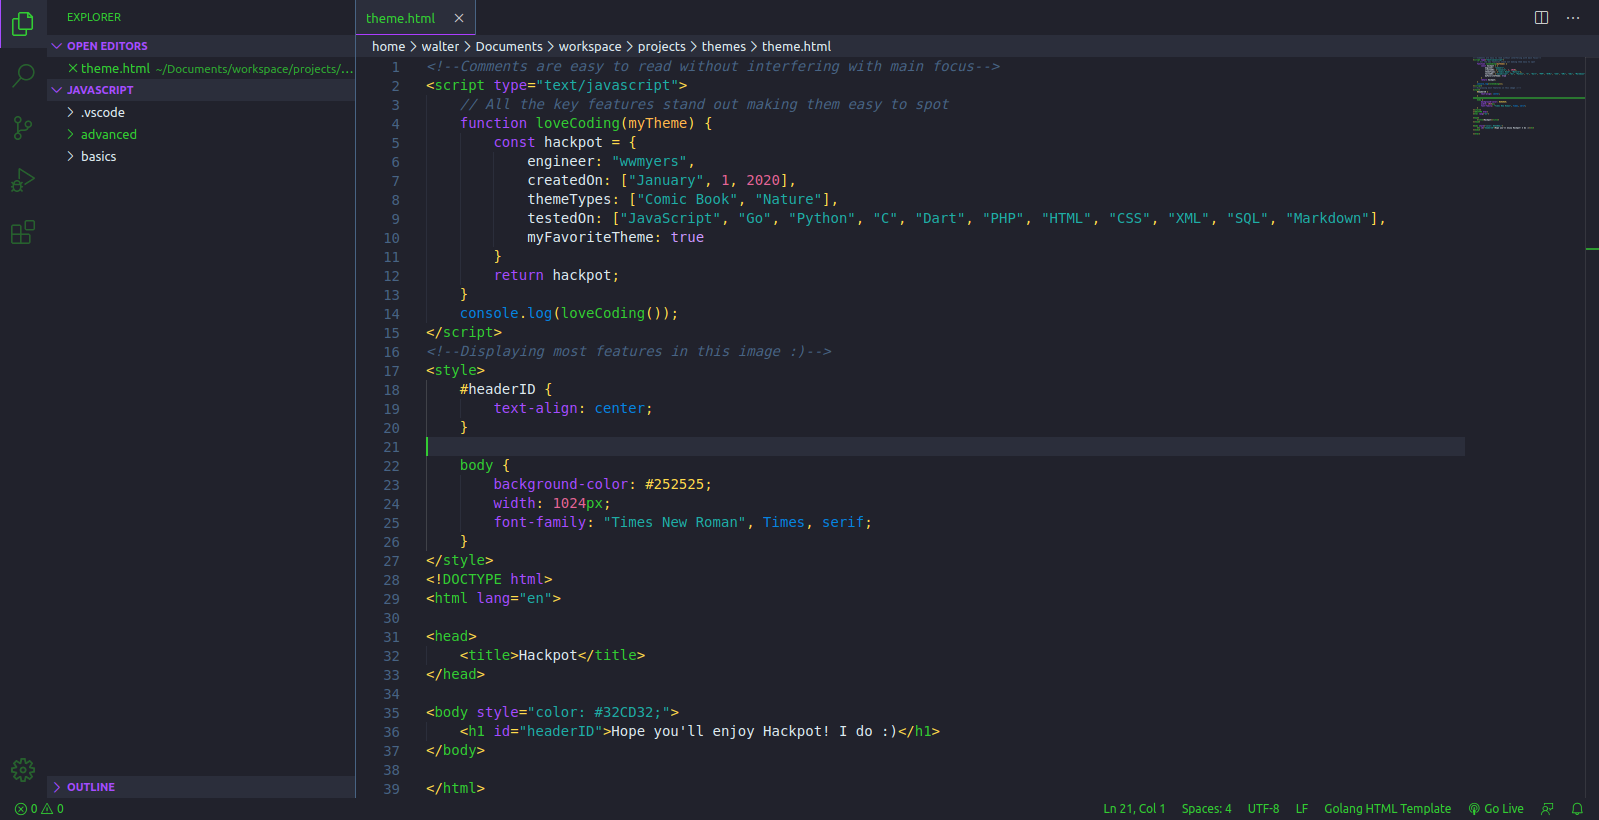 EXPLORER
OPEN EDITORS
theme.html ~/Documents/workspace/projects/...
JAVASCRIPT
.vscode
advanced
basics
OUTLINE
theme.html
home > walter > Documents > workspace > projects > themes > theme.html
1 <!--Comments are easy to read without interfering with main focus-->
2 <script type="text/javascript">
3     // All the key features stand out making them easy to spot
4     function loveCoding(myTheme) {
5         const hackpot = {
6             engineer: "wwmyers",
7             createdOn: ["January", 1, 2020],
8             themeTypes: ["Comic Book", "Nature"],
9             testedOn: ["JavaScript", "Go", "Python", "C", "Dart", "PHP", "HTML", "CSS", "XML", "SQL", "Markdown"],
10             myFavoriteTheme: true
11         }
12         return hackpot;
13     }
14     console.log(loveCoding());
15 </script>
16 <!--Displaying most features in this image :)-->
17 <style>
18     #headerID {
19         text-align: center;
20     }
21
22     body {
23         background-color: #252525;
24         width: 1024px;
25         font-family: "Times New Roman", Times, serif;
26     }
27 </style>
28 <!DOCTYPE html>
29 <html lang="en">
30
31 <head>
32     <title>Hackpot</title>
33 </head>
34
35 <body style="color: #32CD32;">
36     <h1 id="headerID">Hope you'll enjoy Hackpot! I do :)</h1>
37 </body>
38
39 </html>
0 0
Ln 21, Col 1 Spaces: 4 UTF-8 LF Golang HTML Template Go Live